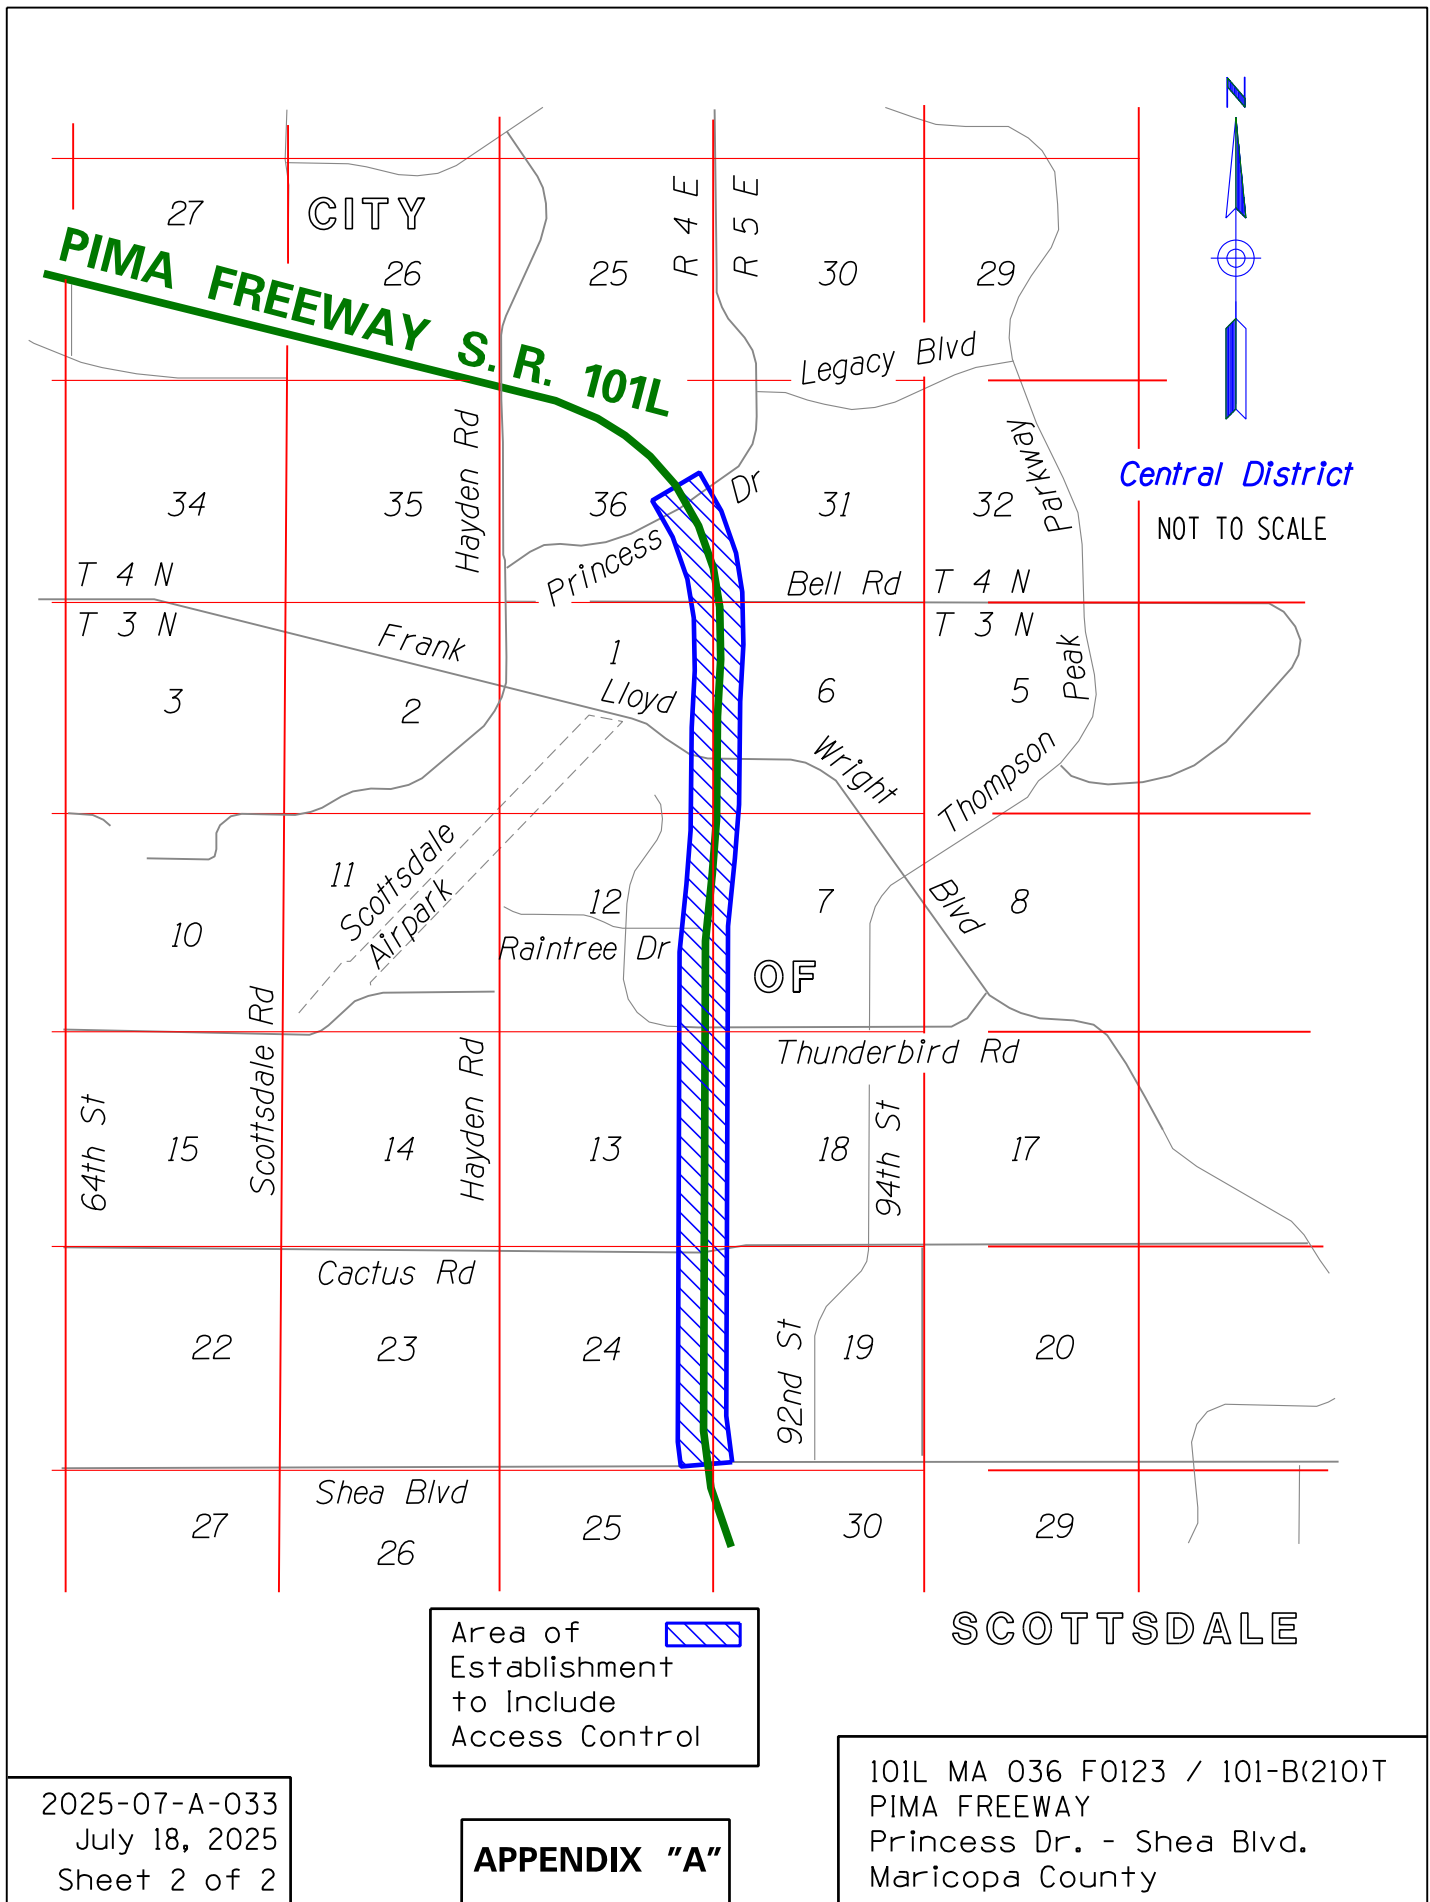 N
CITY
27
26
25
R 4 E
R 5 E
30
29
PIMA FREEWAY S. R. 101L
Legacy Blvd
Hayden Rd
Parkway
Central District
NOT TO SCALE
34
35
36
Dr
31
32
Princess
T 4 N
Bell Rd
T 4 N
T 3 N
T 3 N
Frank
1
Lloyd
6
5
Peak
3
2
Wright
Thompson
Scottsdale
Airpark
11
12
7
Blvd
8
10
Raintree Dr
OF
Scottsdale Rd
Thunderbird Rd
64th St
Hayden Rd
94th St
15
14
13
18
17
Cactus Rd
22
23
24
92nd St
19
20
Shea Blvd
27
26
25
30
29
SCOTTSDALE
Area of
Establishment
to Include
Access Control
2025-07-A-033
July 18, 2025
Sheet 2 of 2
APPENDIX "A"
101L MA 036 F0123 / 101-B(210)T
PIMA FREEWAY
Princess Dr. - Shea Blvd.
Maricopa County